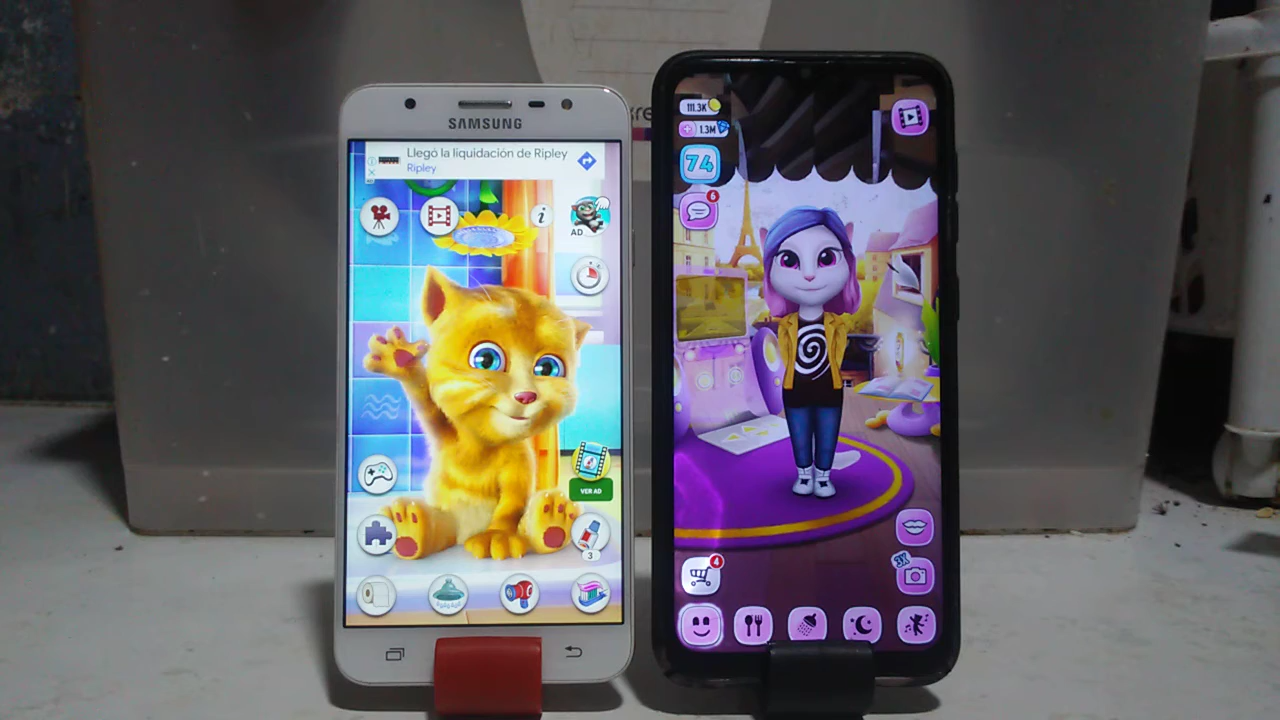 SAMSUNG
Llegó la liquidación de Ripley
Ripley
AD
i
AD
VER AD
3
111.3K
1.3M
74
6
4
3X